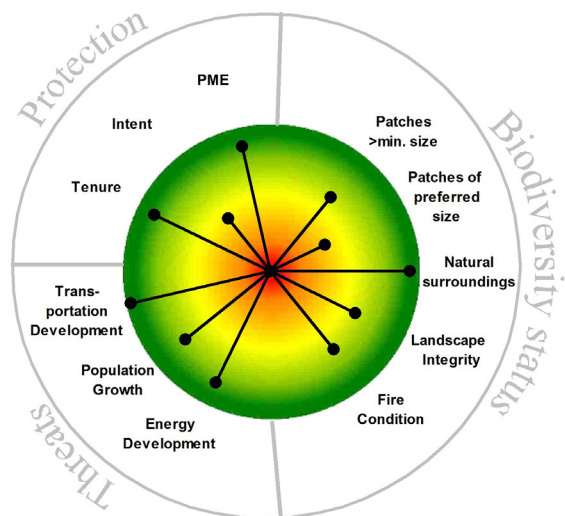 Protection
PME
Intent
Tenure
Biodiversity status
Patches
>min. size
Patches of
preferred
size
Natural
surroundings
Landscape
Integrity
Fire
Condition
Threats
Trans-
portation
Development
Population
Growth
Energy
Development